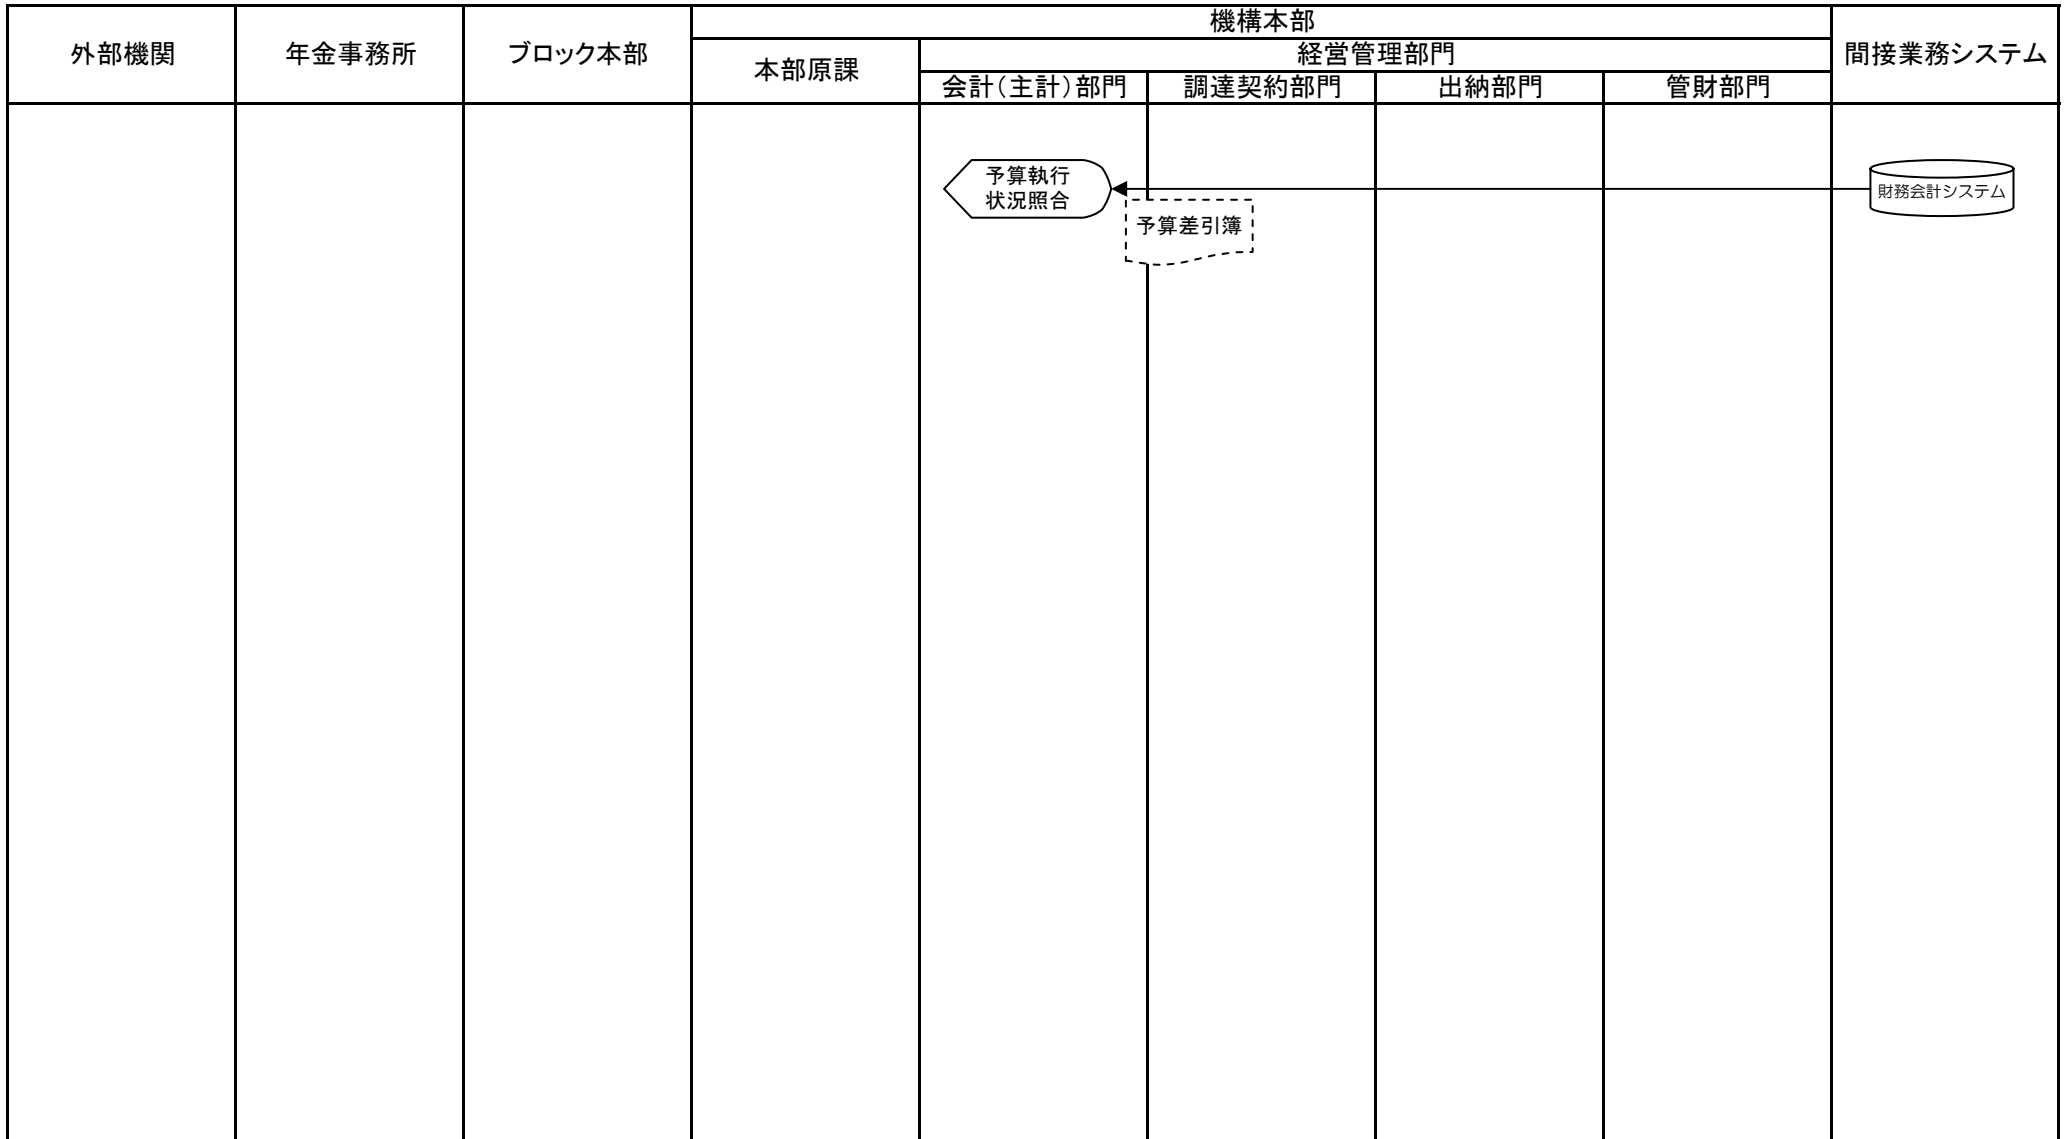 外部機関
年金事務所
ブロック本部
機構本部
本部原課
経営管理部門
会計（主計）部門
調達契約部門
出納部門
管財部門
間接業務システム
予算執行
状況照合
予算差引簿
財務会計システム